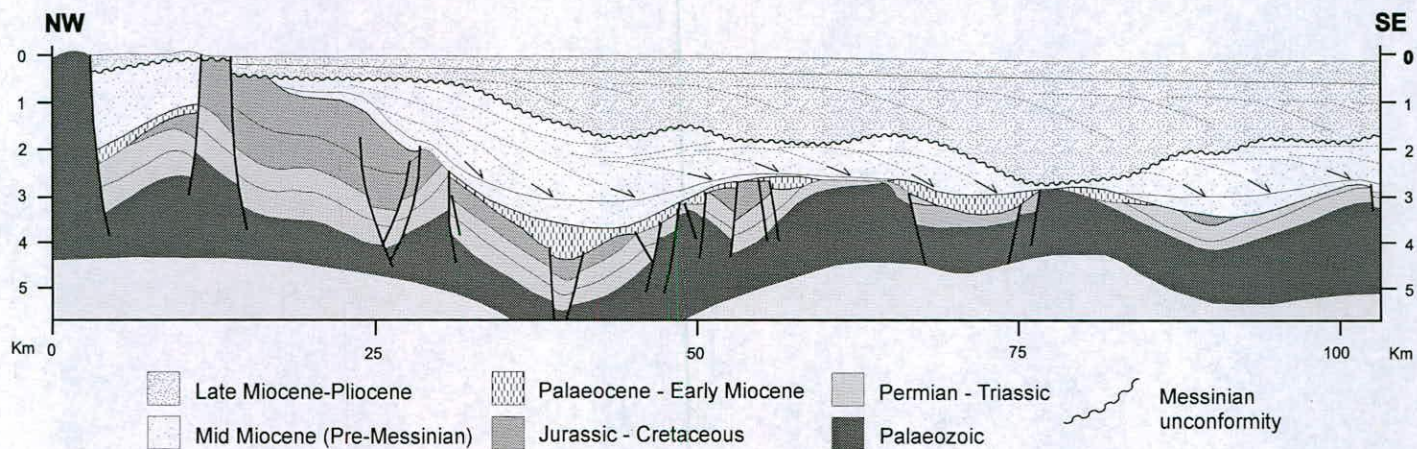 NW SE
0 0
1 1
2 2
3 3
4 4
5 5
Km 0 25 50 75 100 Km
Late Miocene-Pliocene Palaeocene - Early Miocene Permian - Triassic Messinian
unconformity
Mid Miocene (Pre-Messinian) Jurassic - Cretaceous Palaeozoic